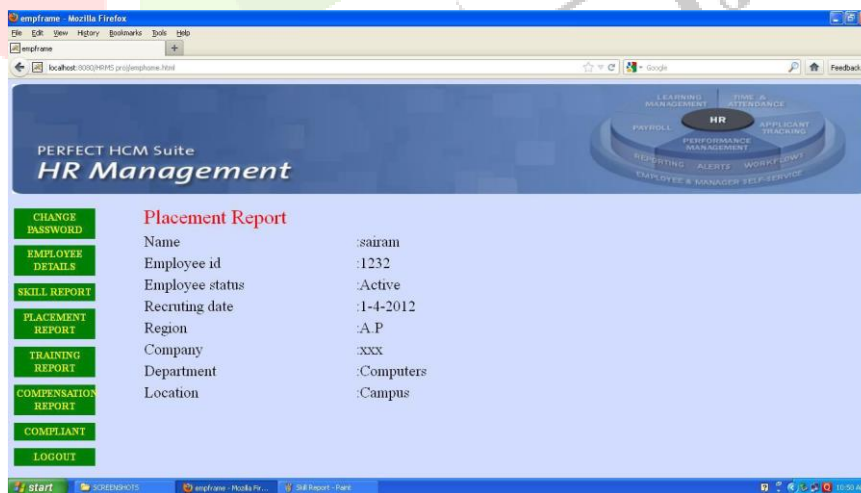 empframe - Mozilla Firefox
File Edit View History Bookmarks Tools Help
empframe
localhost:8080/HRMS proj/emphome.html
Google
Feedback
LEARNING MANAGEMENT
TIME & ATTENDANCE
PAYROLL
HR
APPLICANT TRACKING
PERFORMANCE MANAGEMENT
REPORTING ALERTS WORKFLOWS
EMPLOYEE & MANAGER SELF-SERVICE
PERFECT HCM Suite
HR Management
CHANGE PASSWORD
EMPLOYEE DETAILS
SKILL REPORT
PLACEMENT REPORT
TRAINING REPORT
COMPENSATION REPORT
COMPLIANT
LOGOUT
Placement Report
Name :sairam
Employee id :1232
Employee status :Active
Recruting date :1-4-2012
Region :A.P
Company :xxx
Department :Computers
Location :Campus
start
SCREENSHOTS
empframe - Mozilla Fir...
Skill Report - Paint
10:50 A